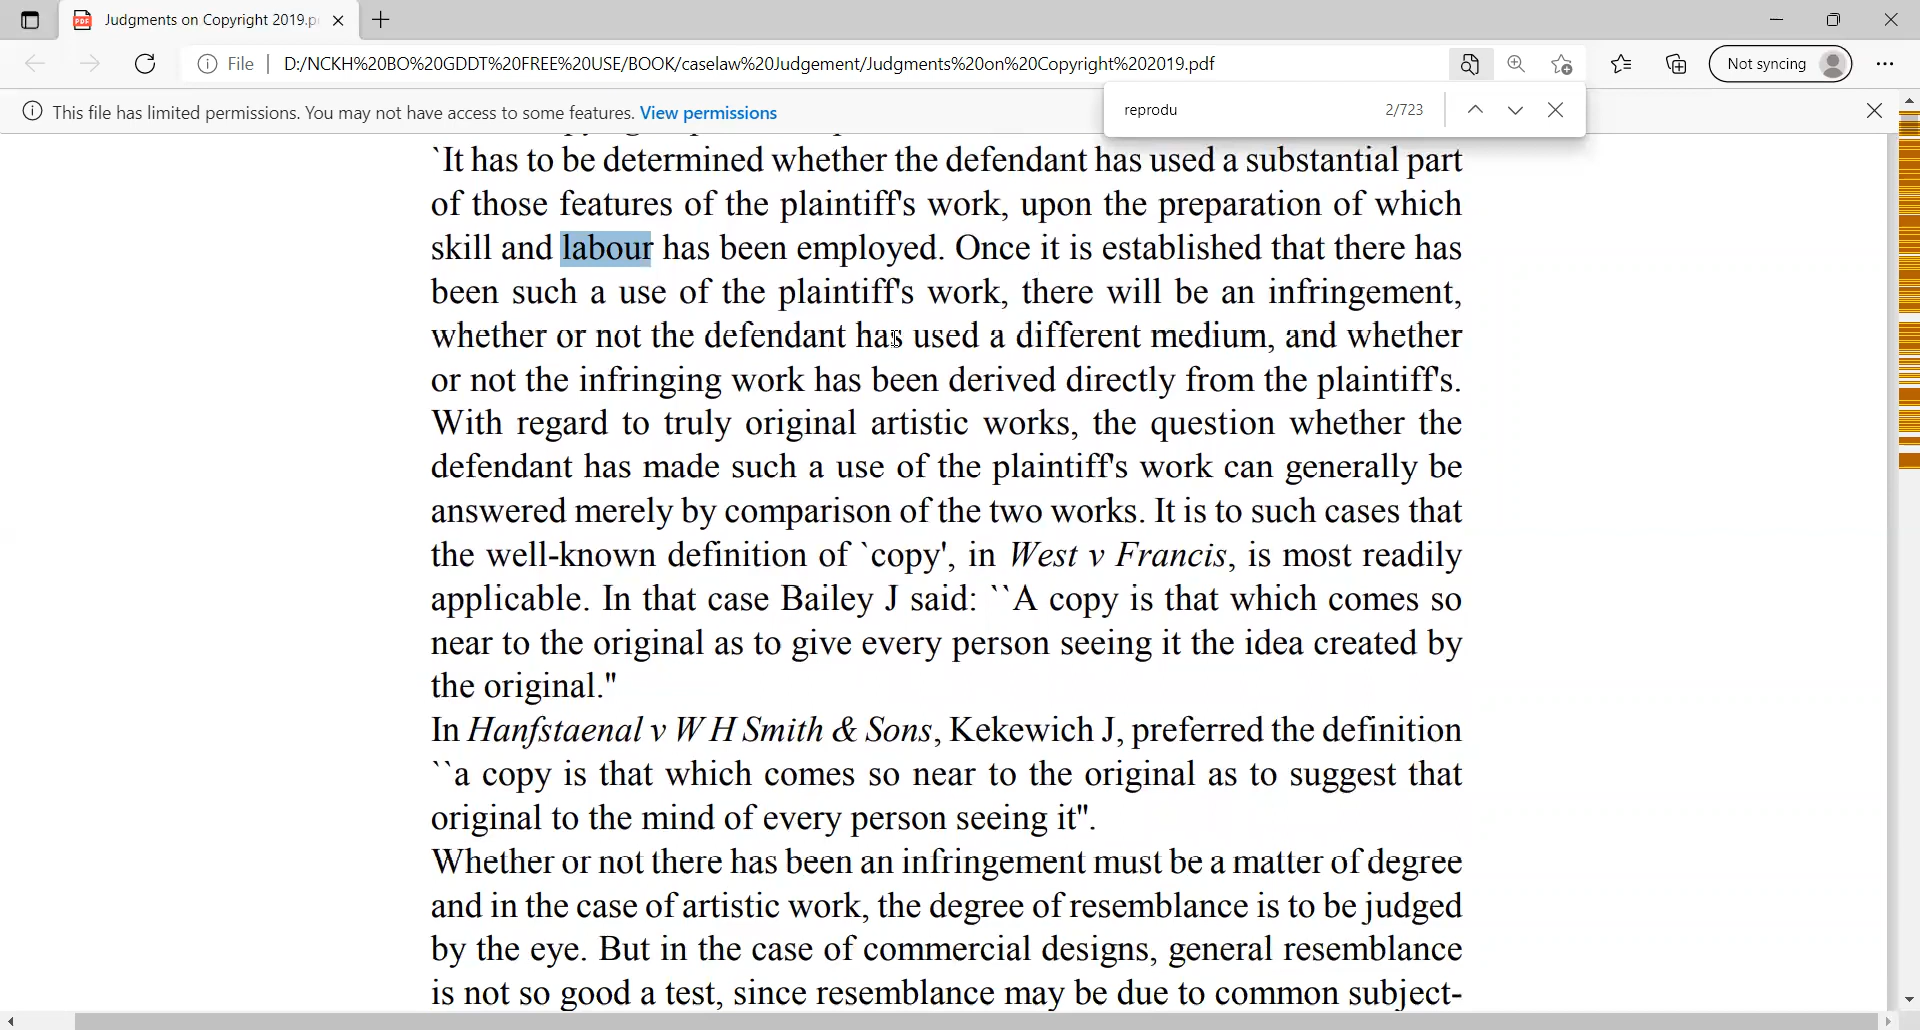 Judgments on Copyright 2019.p
File
D:/NCKH%20BO%20GDDT%20FREE%20USE/BOOK/caselaw%20Judgement/Judgments%20on%20Copyright%202019.pdf
Not syncing
This file has limited permissions. You may not have access to some features. View permissions
reprodu 2/723
`It has to be determined whether the defendant has used a substantial part
of those features of the plaintiff's work, upon the preparation of which
skill and labour has been employed. Once it is established that there has
been such a use of the plaintiff's work, there will be an infringement,
whether or not the defendant has used a different medium, and whether
or not the infringing work has been derived directly from the plaintiff's.
With regard to truly original artistic works, the question whether the
defendant has made such a use of the plaintiff's work can generally be
answered merely by comparison of the two works. It is to such cases that
the well-known definition of `copy', in West v Francis, is most readily
applicable. In that case Bailey J said: ``A copy is that which comes so
near to the original as to give every person seeing it the idea created by
the original."
In Hanfstaenal v W H Smith & Sons, Kekewich J, preferred the definition
``a copy is that which comes so near to the original as to suggest that
original to the mind of every person seeing it".
Whether or not there has been an infringement must be a matter of degree
and in the case of artistic work, the degree of resemblance is to be judged
by the eye. But in the case of commercial designs, general resemblance
is not so good a test, since resemblance may be due to common subject-